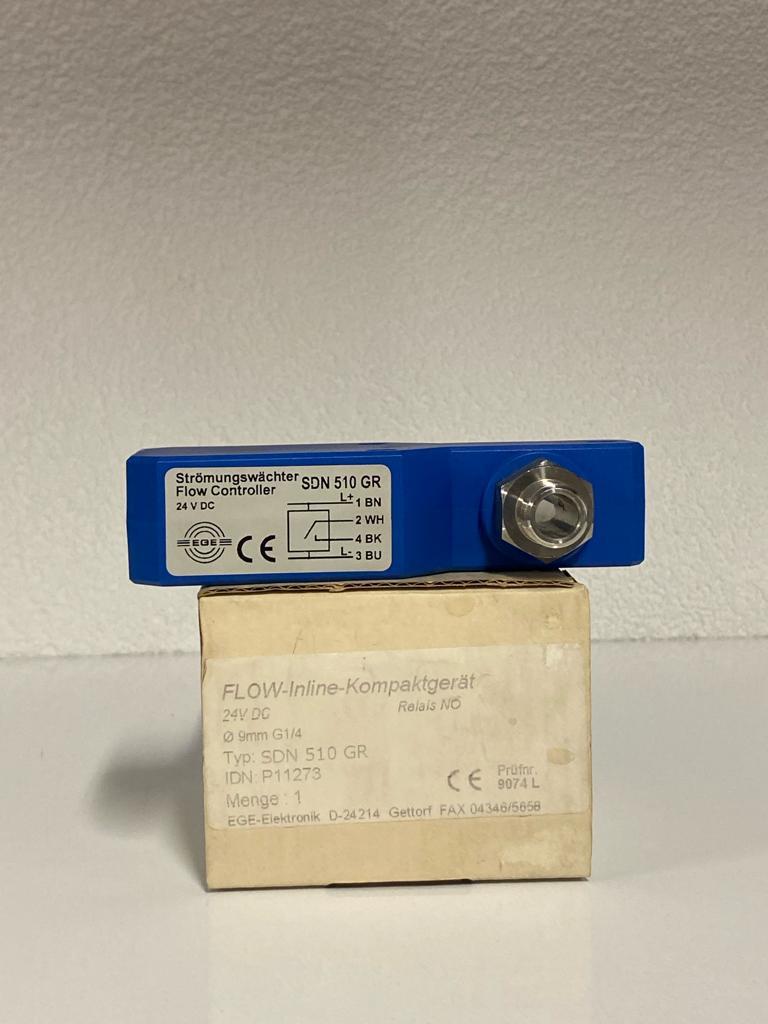 Strömungswächter
Flow Controller SDN 510 GR
24 V DC
L+ 1 BN
2 WH
4 BK
L- 3 BU
EGE
CE
FLOW-Inline-Kompaktgerät
24V DC Relais NO
Ø 9mm G1/4
Typ: SDN 510 GR
IDN: P11273
Menge : 1
CE Prüfnr.
9074 L
EGE-Elektronik D-24214 Gettorf FAX 04346/5658